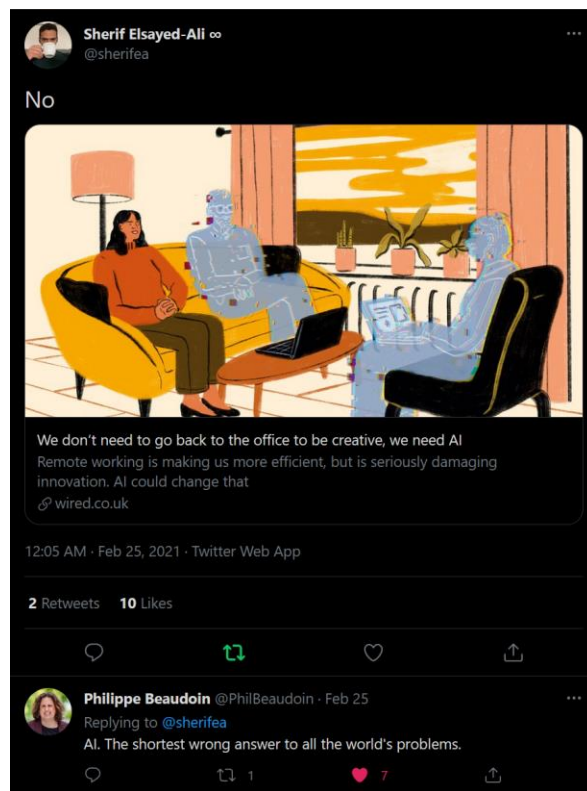 Sherif Elsayed-Ali ∞
@sherifea
No
We don't need to go back to the office to be creative, we need AI
Remote working is making us more efficient, but is seriously damaging
innovation. AI could change that
wired.co.uk
12:05 AM · Feb 25, 2021 · Twitter Web App
2 Retweets 10 Likes
Philippe Beaudoin @PhilBeaudoin · Feb 25
Replying to @sherifea
AI. The shortest wrong answer to all the world's problems.
1 7